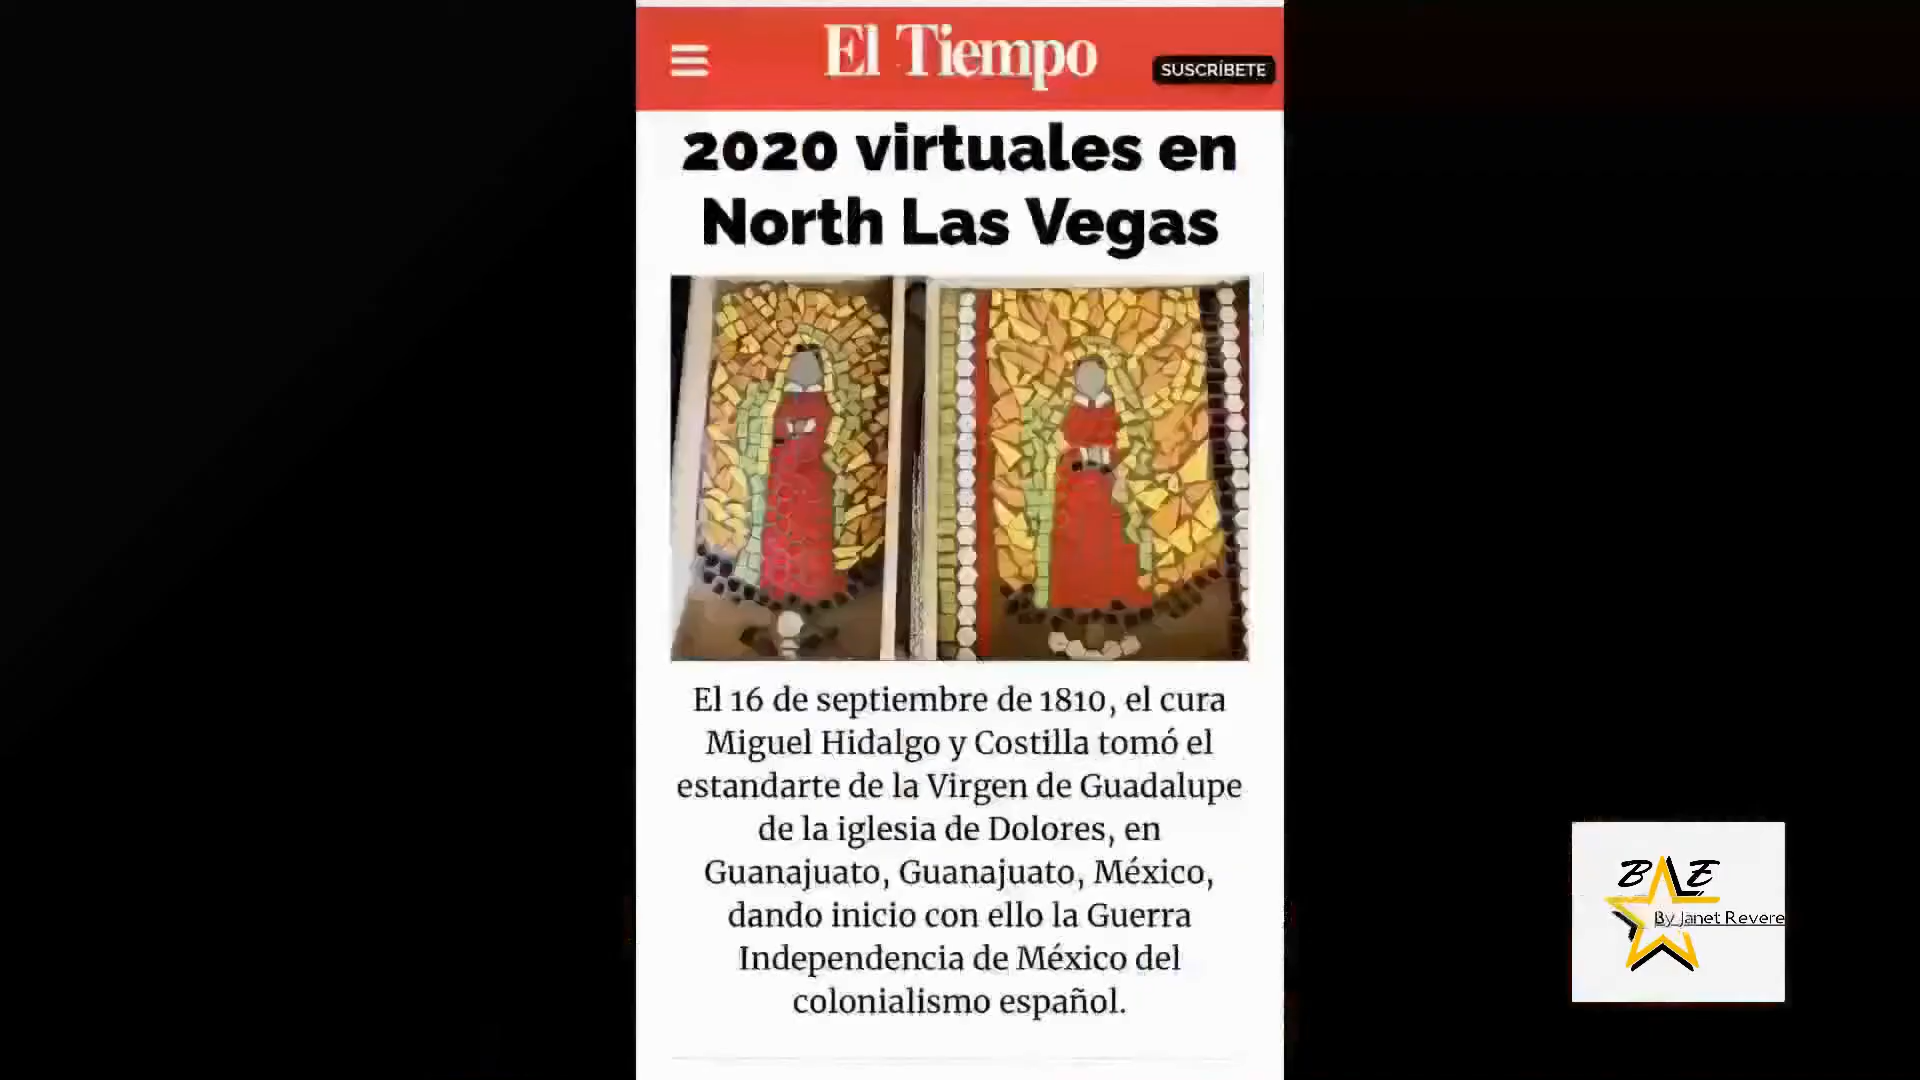 El Tiempo
SUSCRÍBETE
2020 virtuales en
North Las Vegas
El 16 de septiembre de 1810, el cura
Miguel Hidalgo y Costilla tomó el
estandarte de la Virgen de Guadalupe
de la iglesia de Dolores, en
Guanajuato, Guanajuato, México,
dando inicio con ello la Guerra
Independencia de México del
colonialismo español.
B E
By Janet Revere